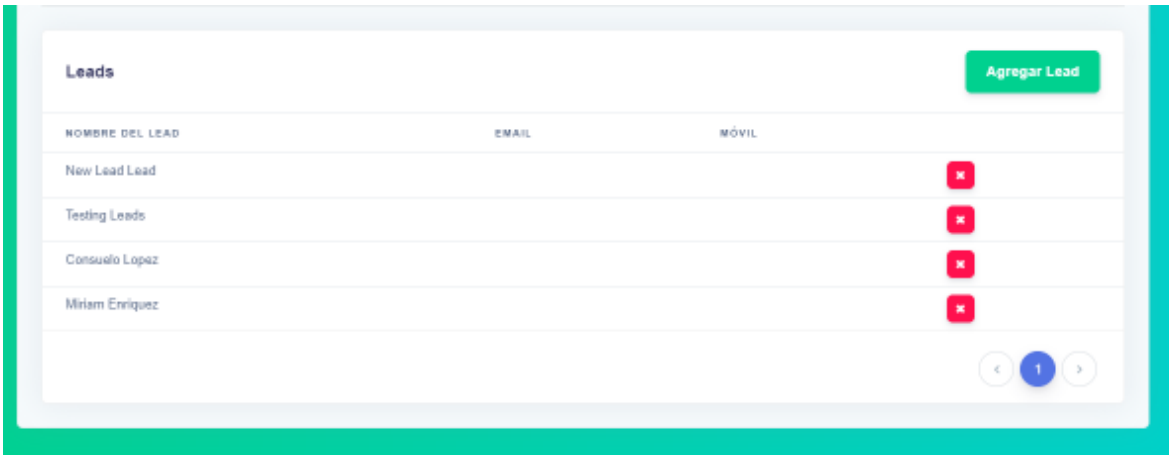 Leads
Agregar Lead
NOMBRE DEL LEAD EMAIL MÓVIL
New Lead Lead
Testing Leads
Consuelo Lopez
Miriam Enriquez
1